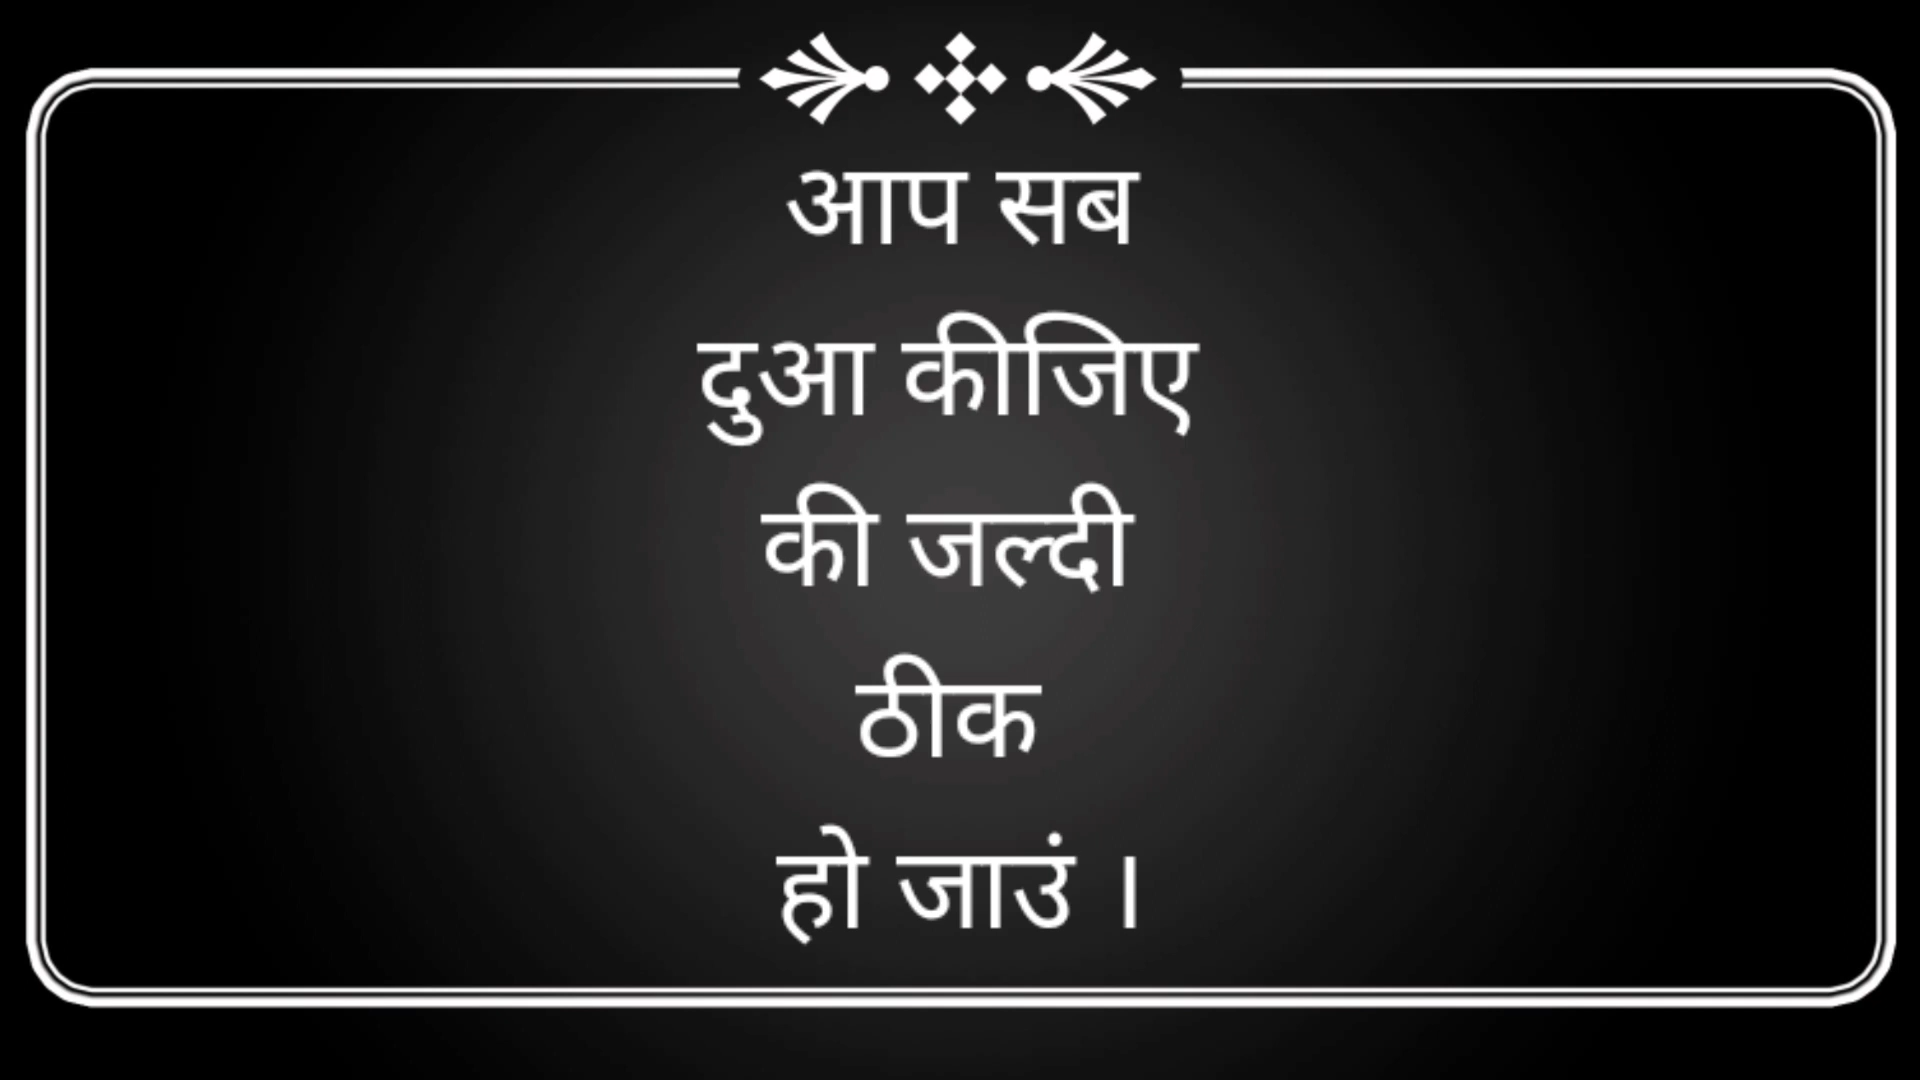 आप सब
दुआ कीजिए
की जल्दी
ठीक
हो जाउं ।